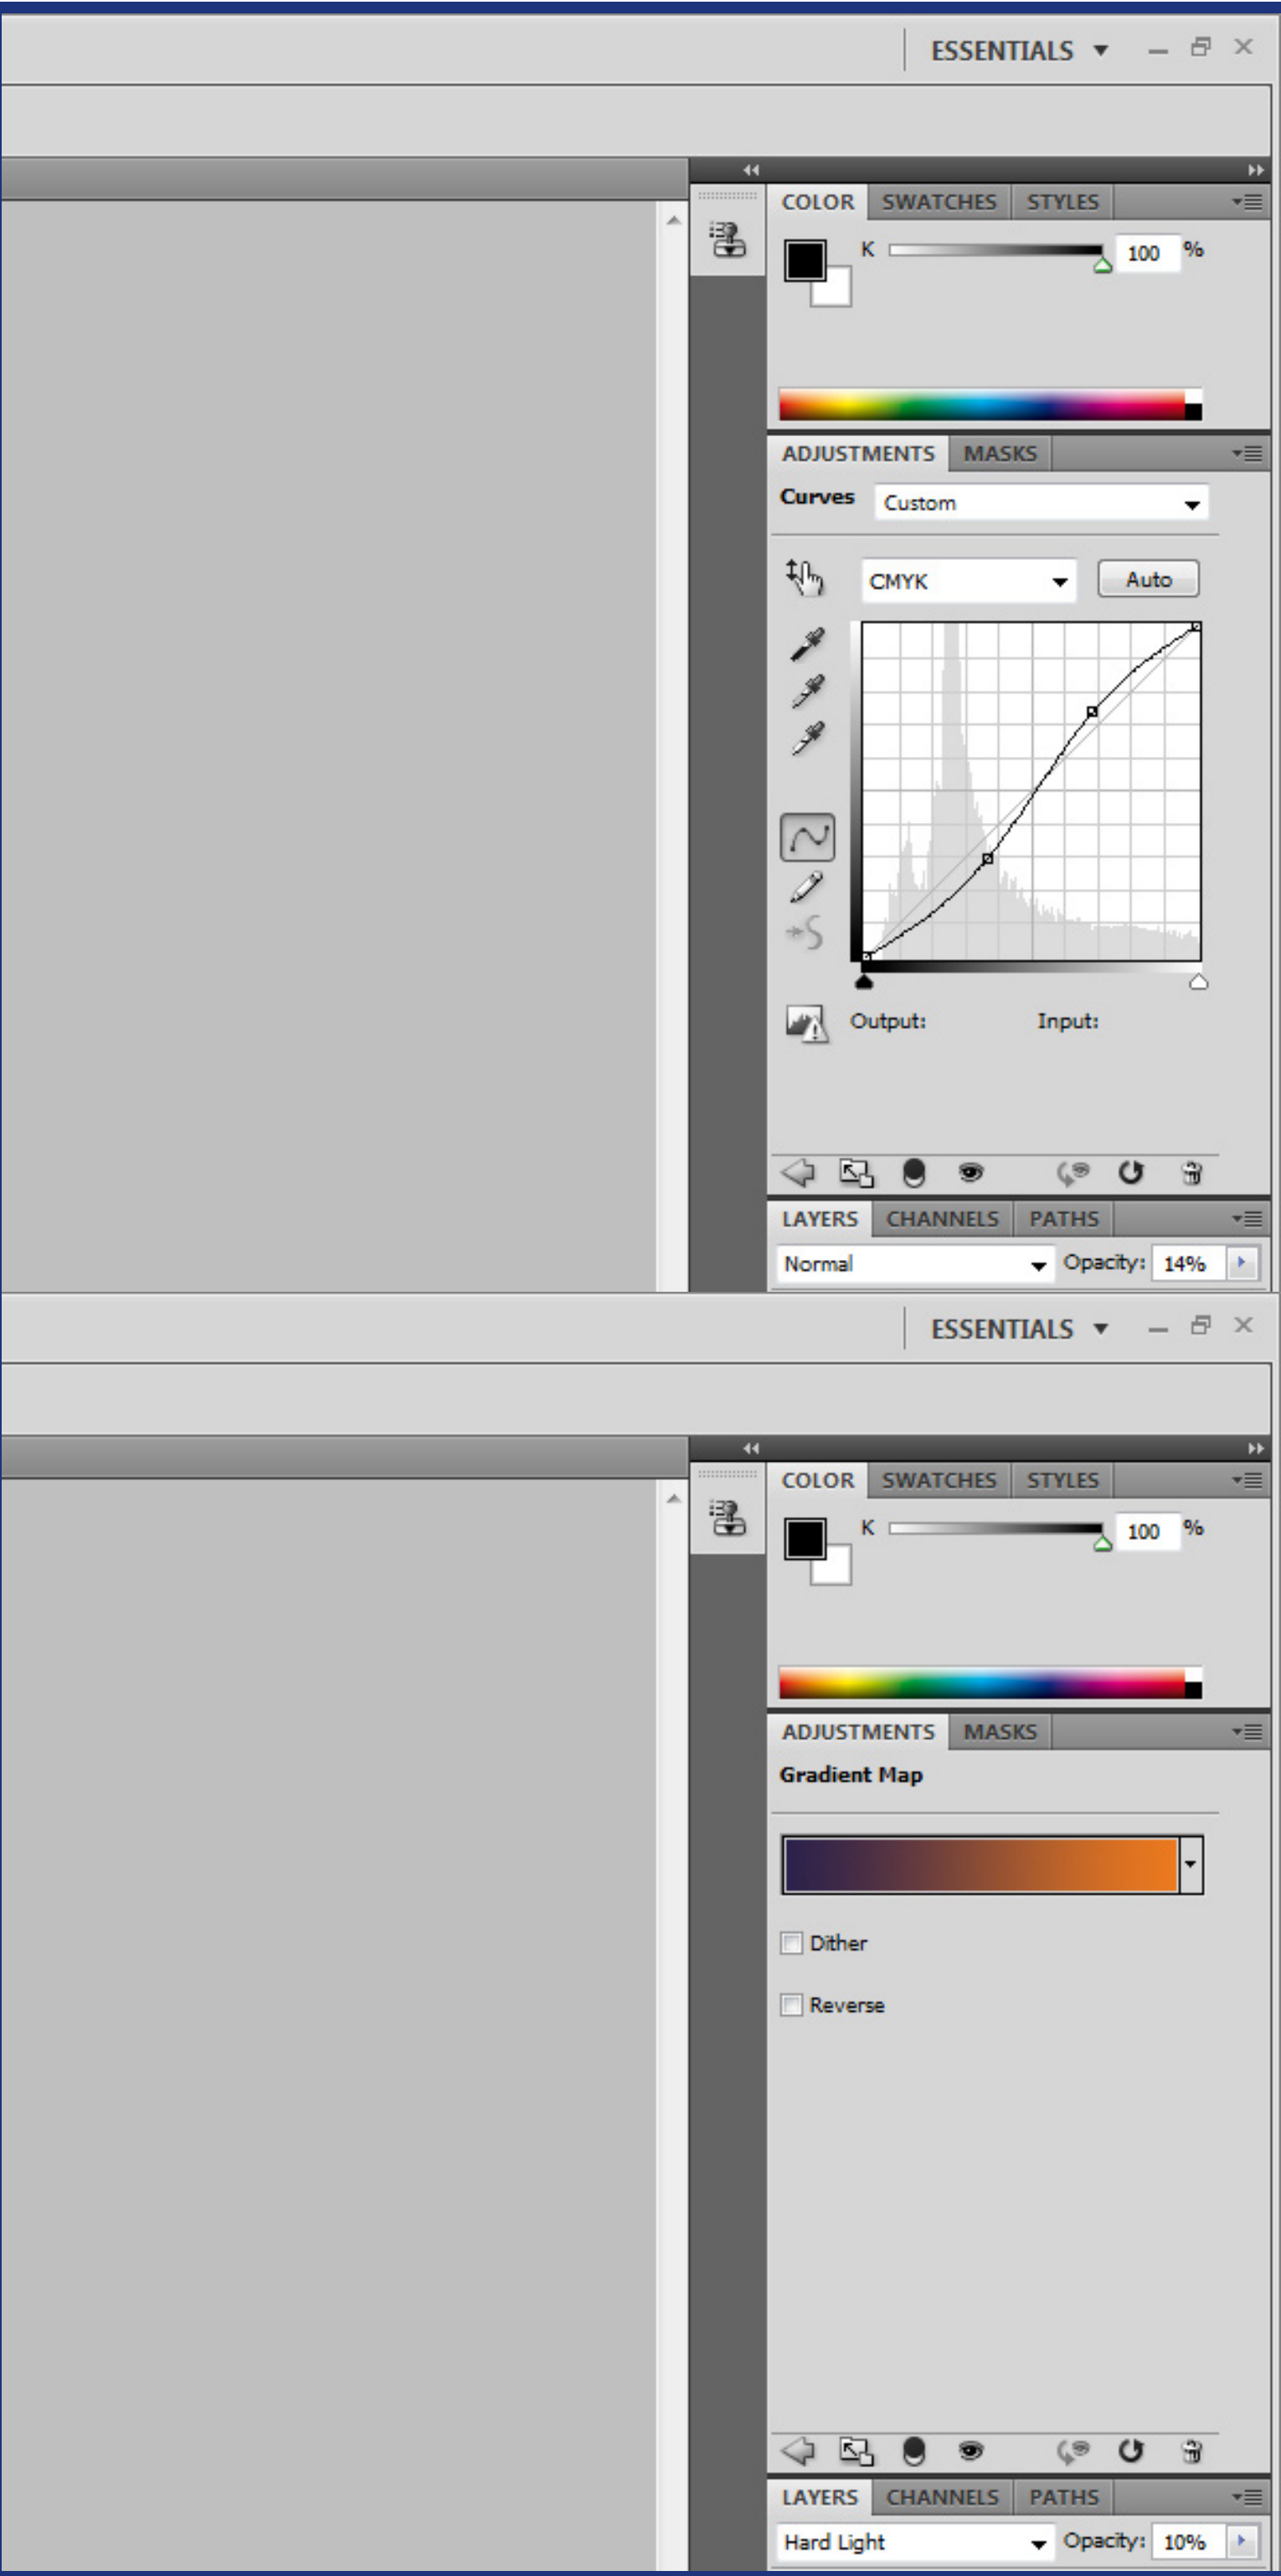 ESSENTIALS
COLOR SWATCHES STYLES
K 100 %
ADJUSTMENTS MASKS
Curves Custom
CMYK Auto
Output: Input:
LAYERS CHANNELS PATHS
Normal Opacity: 14%
ESSENTIALS
COLOR SWATCHES STYLES
K 100 %
ADJUSTMENTS MASKS
Gradient Map
Dither
Reverse
LAYERS CHANNELS PATHS
Hard Light Opacity: 10%